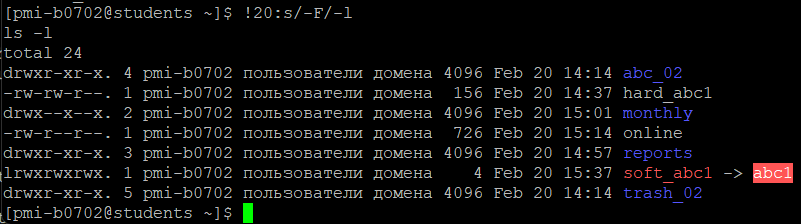 [pmi-b0702@students ~]$ !20:s/-F/-l
ls -l
total 24
drwxr-xr-x. 4 pmi-b0702 пользователи домена 4096 Feb 20 14:14 abc_02
-rw-rw-r--. 1 pmi-b0702 пользователи домена  156 Feb 20 14:37 hard_abc1
drwx--x--x. 2 pmi-b0702 пользователи домена 4096 Feb 20 15:01 monthly
-rw-r--r--. 1 pmi-b0702 пользователи домена  726 Feb 20 15:14 online
drwxr-xr-x. 3 pmi-b0702 пользователи домена 4096 Feb 20 14:57 reports
lrwxrwxrwx. 1 pmi-b0702 пользователи домена    4 Feb 20 15:37 soft_abc1 -> abc1
drwxr-xr-x. 5 pmi-b0702 пользователи домена 4096 Feb 20 14:14 trash_02
[pmi-b0702@students ~]$